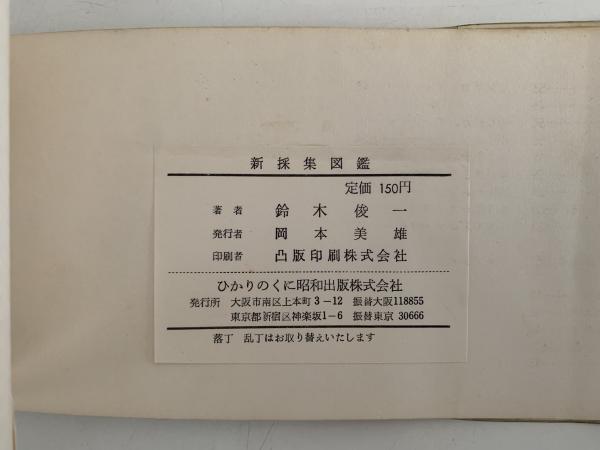 新採集図鑑
定価 150円
著者 鈴木俊一
発行者 岡本美雄
印刷者 凸版印刷株式会社
ひかりのくに昭和出版株式会社
発行所 大阪市南区上本町3-12 振替大阪118855
東京都新宿区神楽坂1-6 振替東京 30666
落丁 乱丁はお取り替えいたします